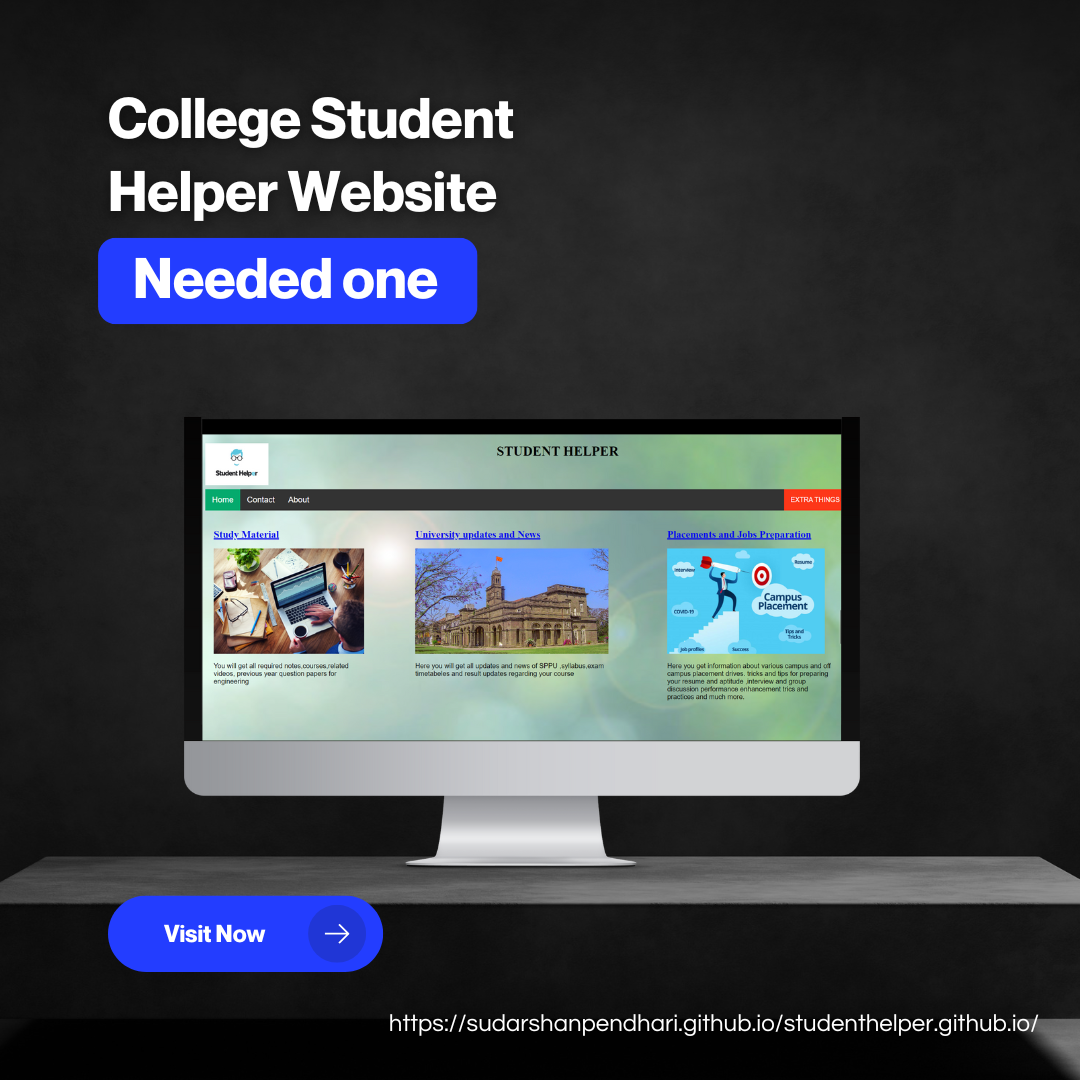 College Student
Helper Website
Needed one
Student Helper
STUDENT HELPER
Home Contact About EXTRA THINGS
Study Material
You will get all required notes,courses,related
videos, previous year question papers for
engineering
University updates and News
Here you will get all updates and news of SPPU ,syllabus,exam
timetabeles and result updates regarding your course
Placements and Jobs Preparation
Interview
Resume
Campus
Placement
COVID-19
Tips and
Tricks
job profiles
Success
Here you get information about various campus and off
campus placement drives. tricks and tips for preparing
your resume and aptitude ,interview and group
discussion performance enhancement trics and
practices and much more.
Visit Now
https://sudarshanpendhari.github.io/studenthelper.github.io/